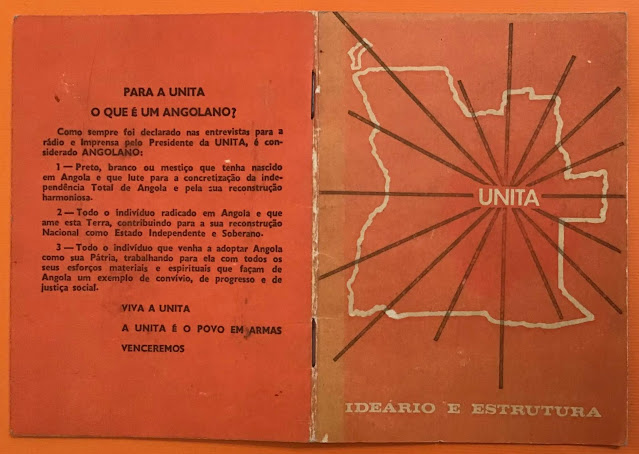 PARA A UNITA
O QUE É UM ANGOLANO?
Como sempre foi declarado nas entrevistas para a
rádio e Imprensa pelo Presidente da UNITA, é con-
siderado ANGOLANO:
1 — Preto, branco ou mestiço que tenha nascido
em Angola e que lute para a concretização da inde-
pendência Total de Angola e pela sua reconstrução
harmoniosa.
2 — Todo o indivíduo radicado em Angola e que
ame esta Terra, contribuindo para a sua reconstrução
Nacional como Estado Independente e Soberano.
3 — Todo o indivíduo que venha a adoptar Angola
como sua Pátria, trabalhando para ela com todos os
seus esforços materiais e espirituais que façam de
Angola um exemplo de convívio, de progresso e de
justiça social.
VIVA A UNITA
A UNITA É O POVO EM ARMAS
VENCEREMOS
UNITA
IDEÁRIO E ESTRUTURA